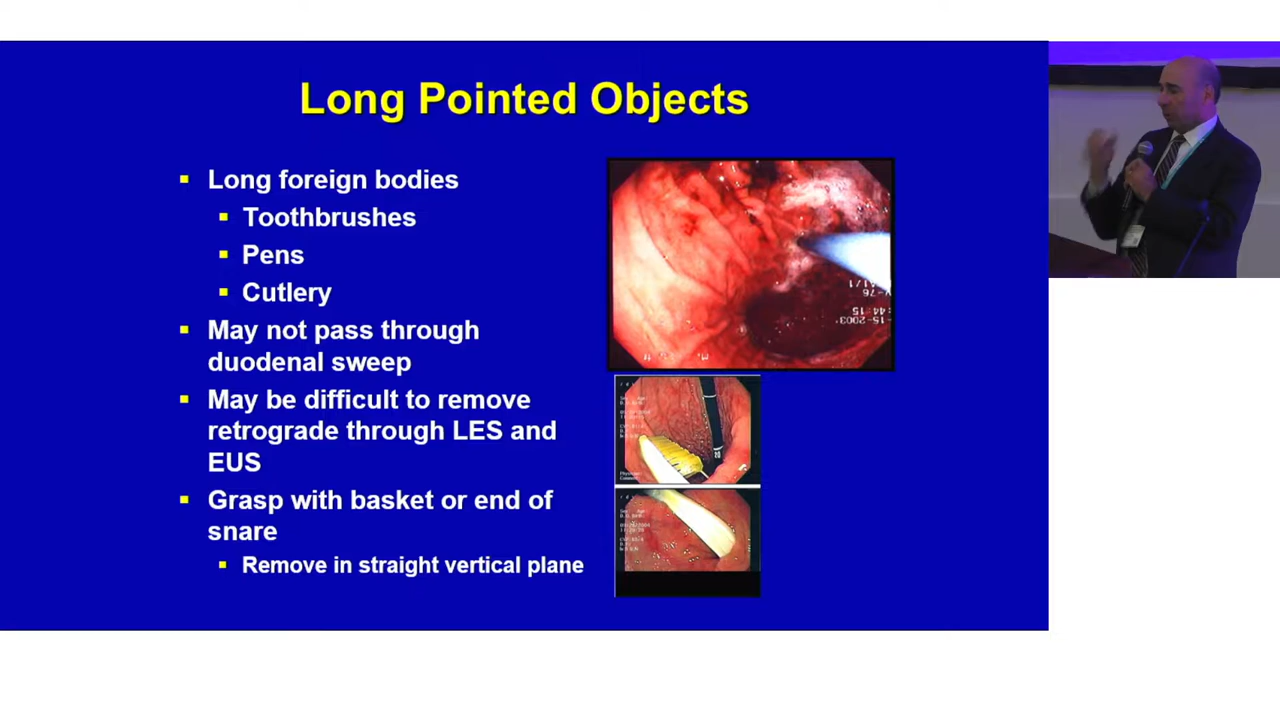 Long Pointed Objects
Long foreign bodies
Toothbrushes
Pens
Cutlery
May not pass through
duodenal sweep
May be difficult to remove
retrograde through LES and
EUS
Grasp with basket or end of
snare
Remove in straight vertical plane